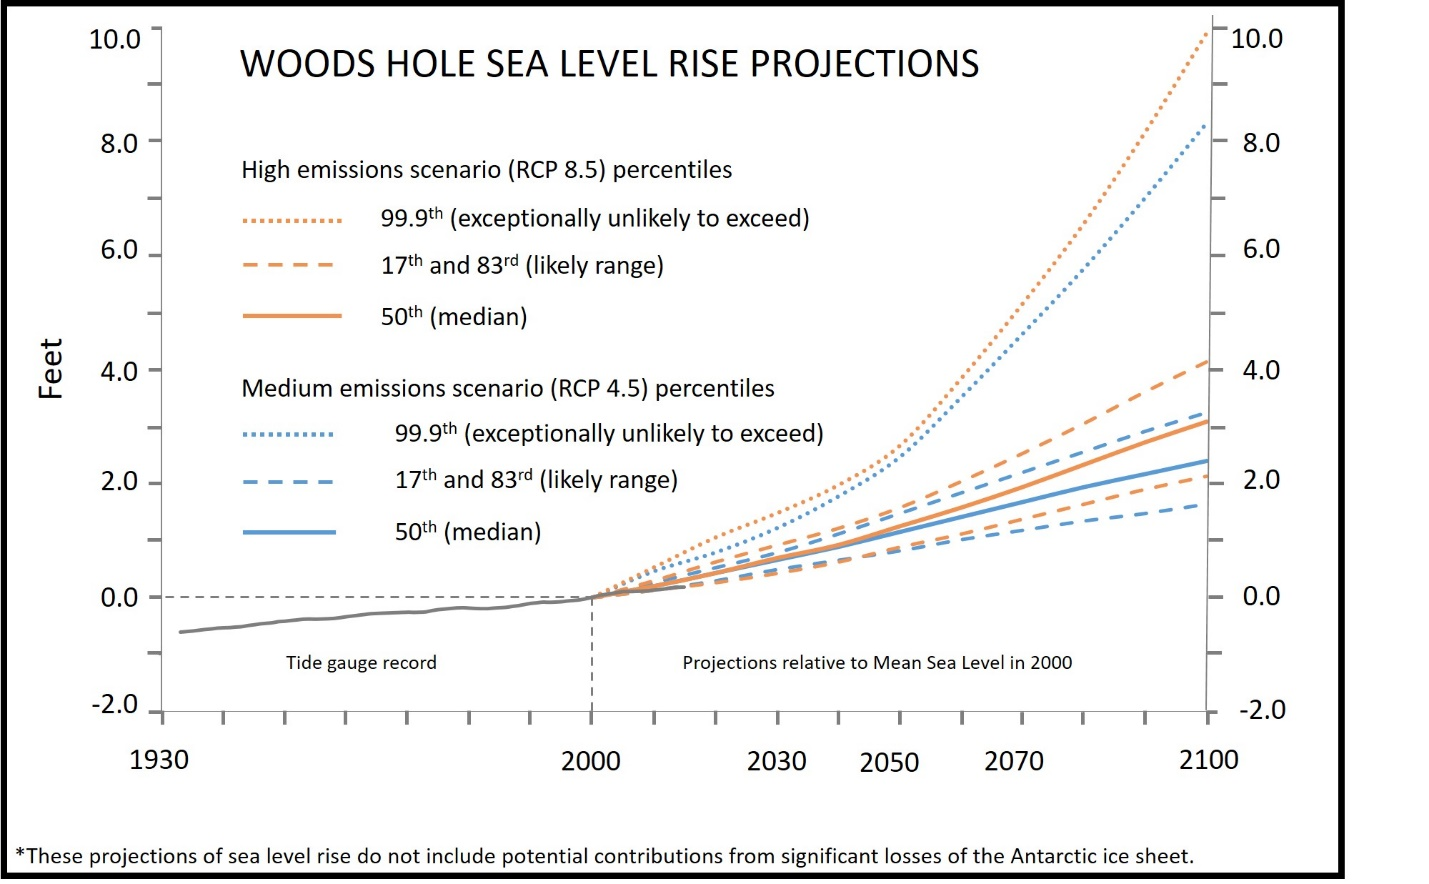 WOODS HOLE SEA LEVEL RISE PROJECTIONS
High emissions scenario (RCP 8.5) percentiles
99.9th (exceptionally unlikely to exceed)
17th and 83rd (likely range)
50th (median)
Medium emissions scenario (RCP 4.5) percentiles
99.9th (exceptionally unlikely to exceed)
17th and 83rd (likely range)
50th (median)
Feet
10.0
8.0
6.0
4.0
2.0
0.0
-2.0
10.0
8.0
6.0
4.0
2.0
0.0
-2.0
Tide gauge record
Projections relative to Mean Sea Level in 2000
1930 2000 2030 2050 2070 2100
*These projections of sea level rise do not include potential contributions from significant losses of the Antarctic ice sheet.